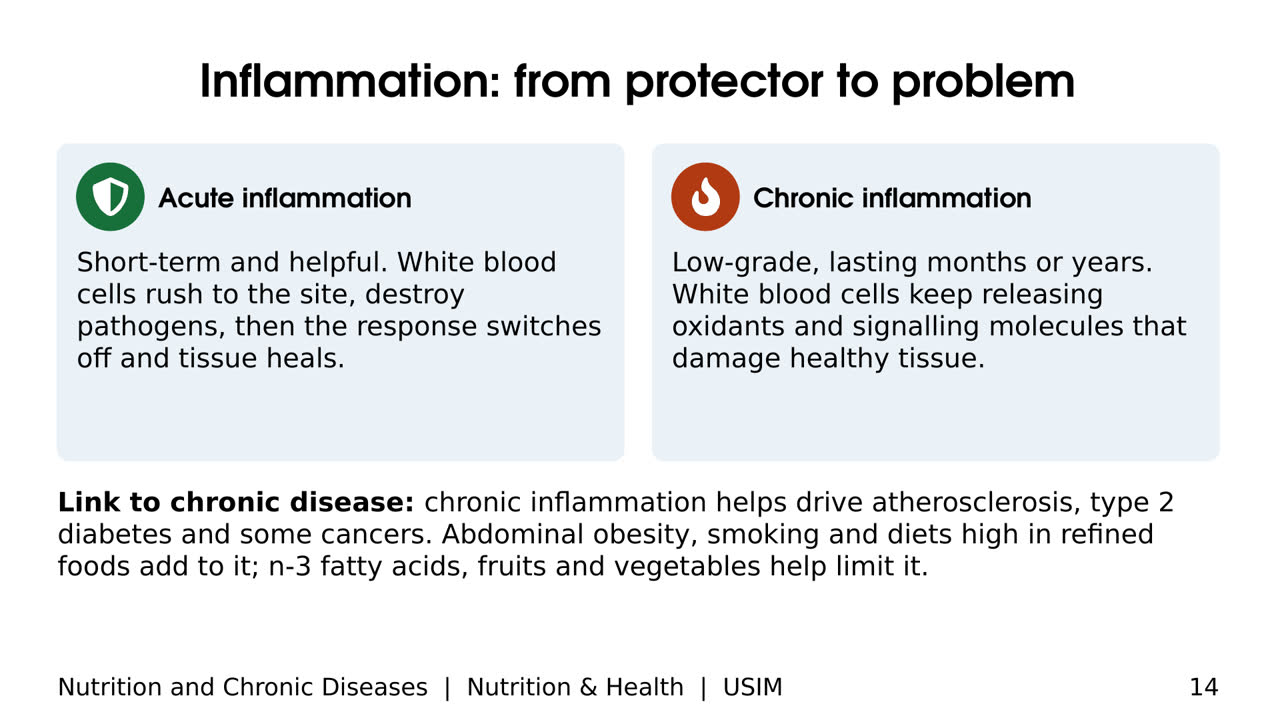 Inflammation: from protector to problem
Acute inflammation
Short-term and helpful. White blood
cells rush to the site, destroy
pathogens, then the response switches
off and tissue heals.
Chronic inflammation
Low-grade, lasting months or years.
White blood cells keep releasing
oxidants and signalling molecules that
damage healthy tissue.
Link to chronic disease: chronic inflammation helps drive atherosclerosis, type 2
diabetes and some cancers. Abdominal obesity, smoking and diets high in refined
foods add to it; n-3 fatty acids, fruits and vegetables help limit it.
Nutrition and Chronic Diseases | Nutrition & Health | USIM
14